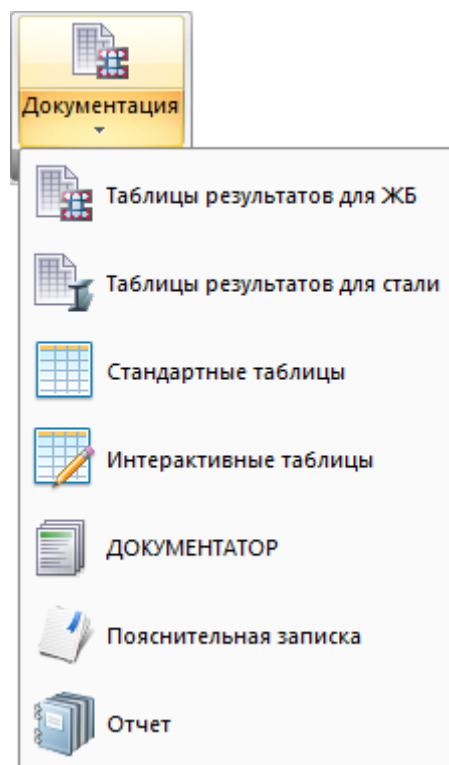 Документация
Таблицы результатов для ЖБ
Таблицы результатов для стали
Стандартные таблицы
Интерактивные таблицы
ДОКУМЕНТАТОР
Пояснительная записка
Отчет